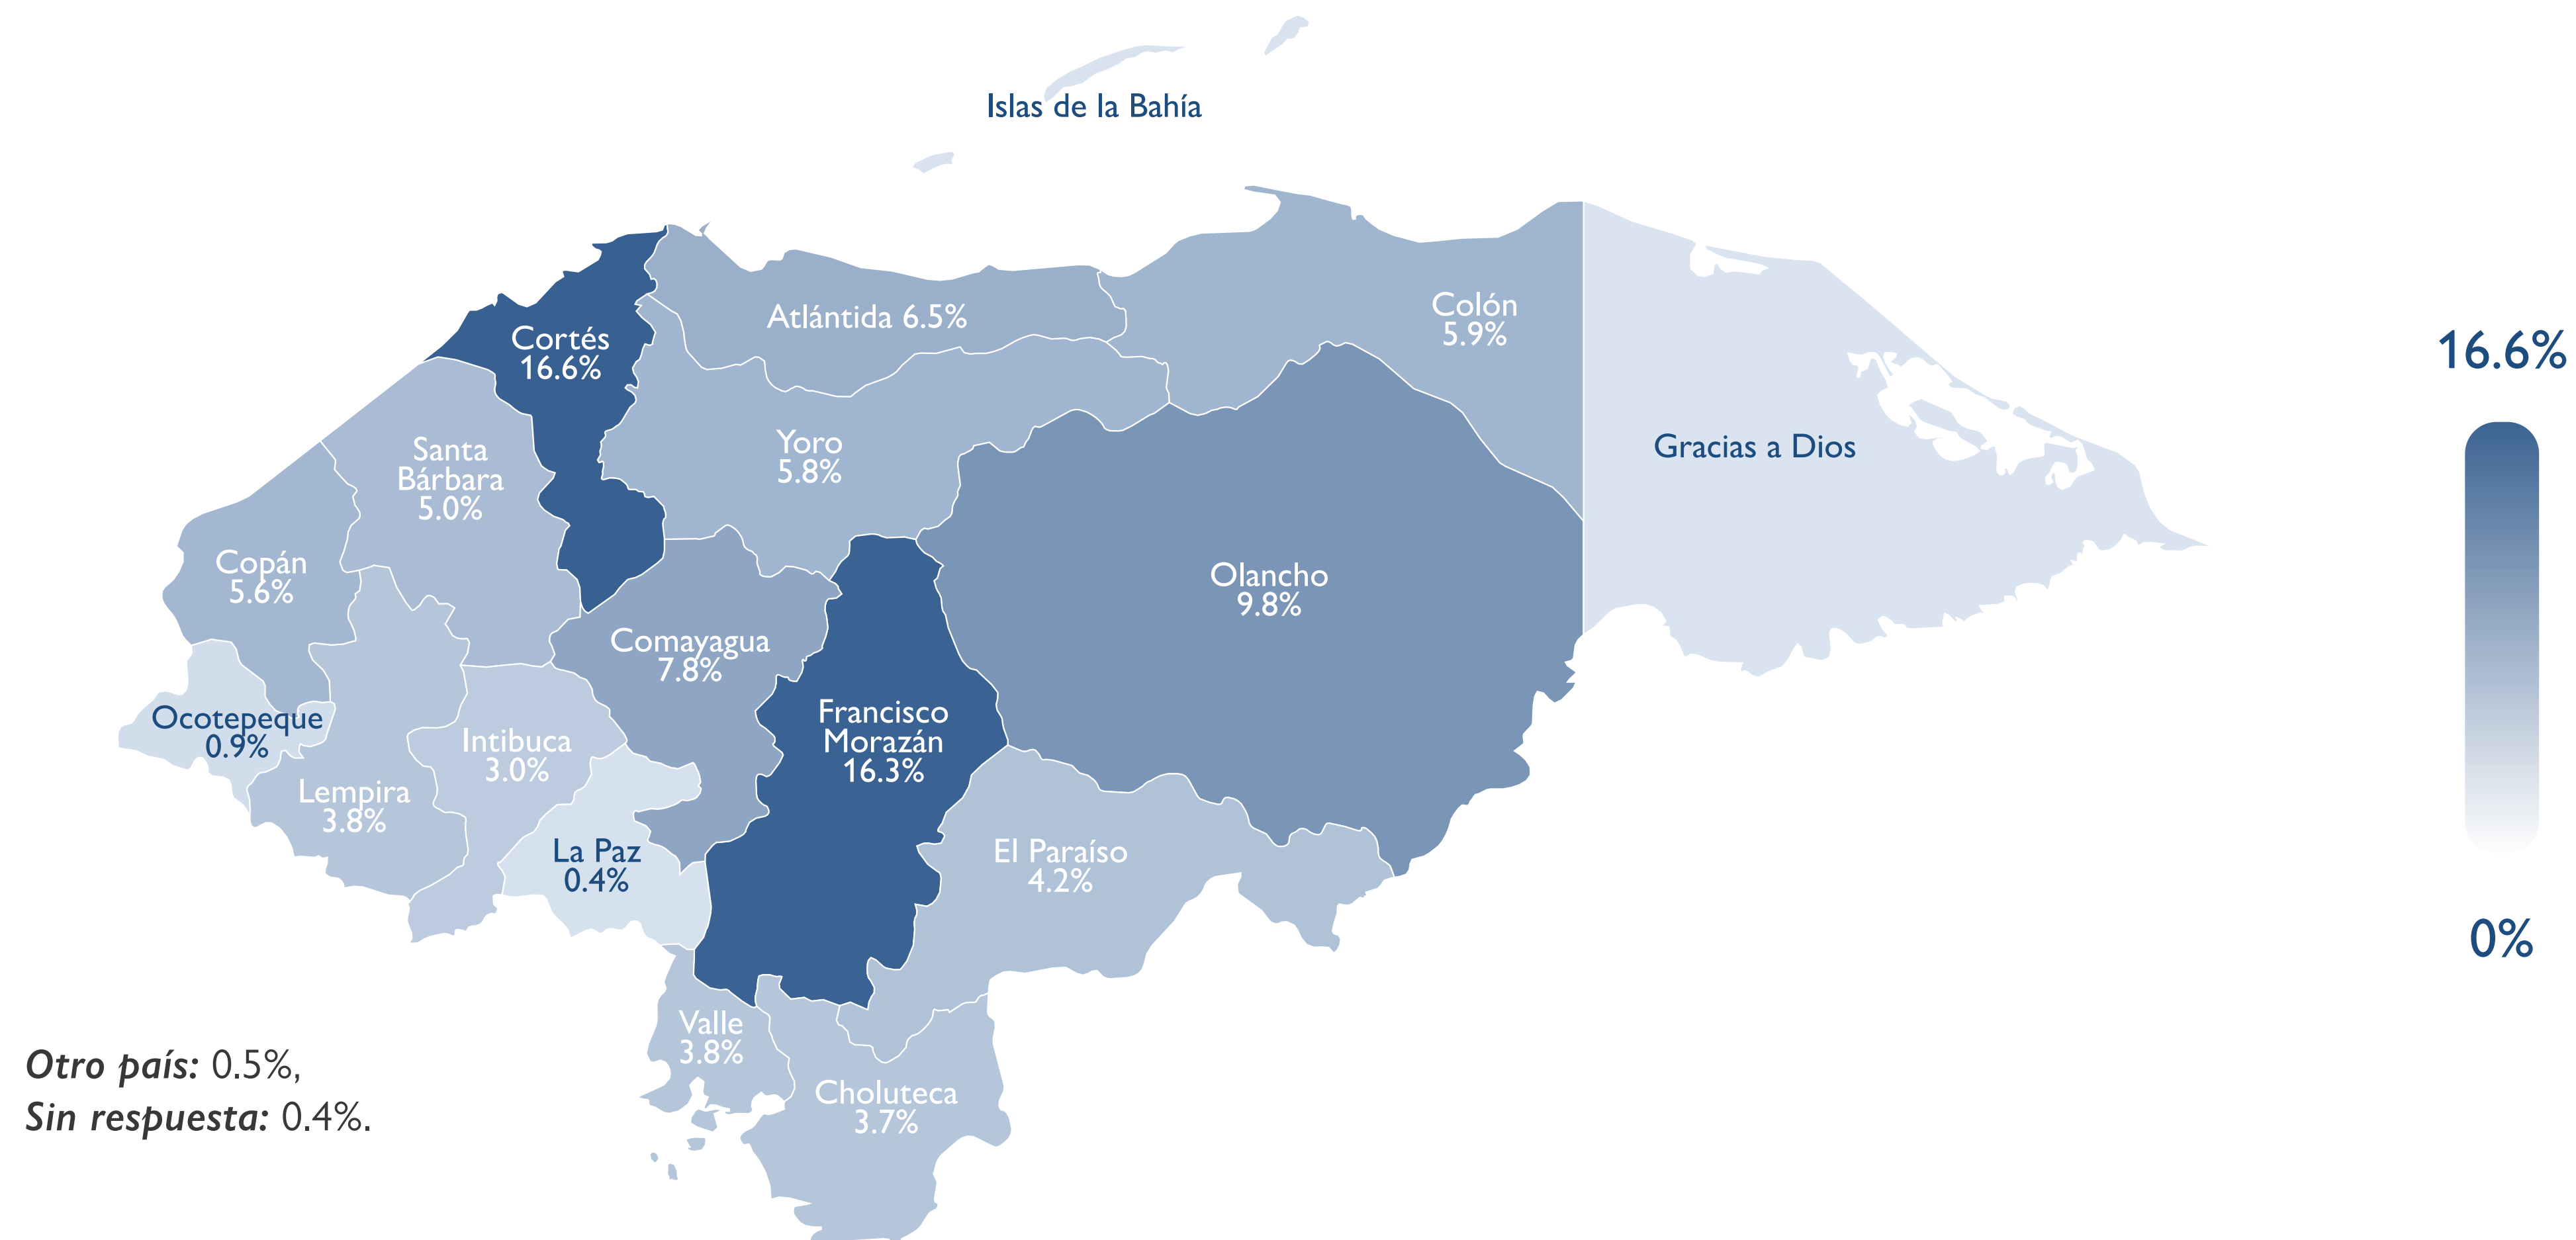 Islas de la Bahía
Cortés
16.6%
Atlántida 6.5%
Colón
5.9%
Santa
Bárbara
5.0%
Yoro
5.8%
Gracias a Dios
Copán
5.6%
Olancho
9.8%
Comayagua
7.8%
Ocotepeque
0.9%
Intibuca
3.0%
Francisco
Morazán
16.3%
Lempira
3.8%
La Paz
0.4%
El Paraíso
4.2%
Valle
3.8%
Choluteca
3.7%
Otro país: 0.5%,
Sin respuesta: 0.4%.
16.6%
0%